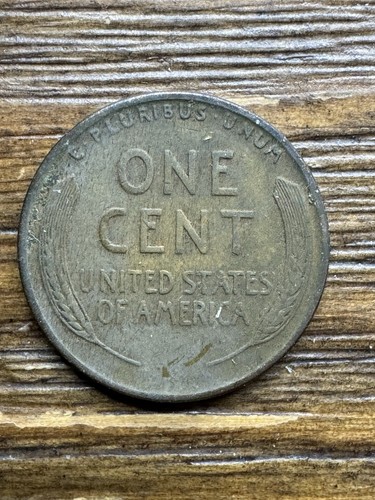 E · PLURIBUS · UNUM
ONE
CENT
UNITED STATES
OF AMERICA